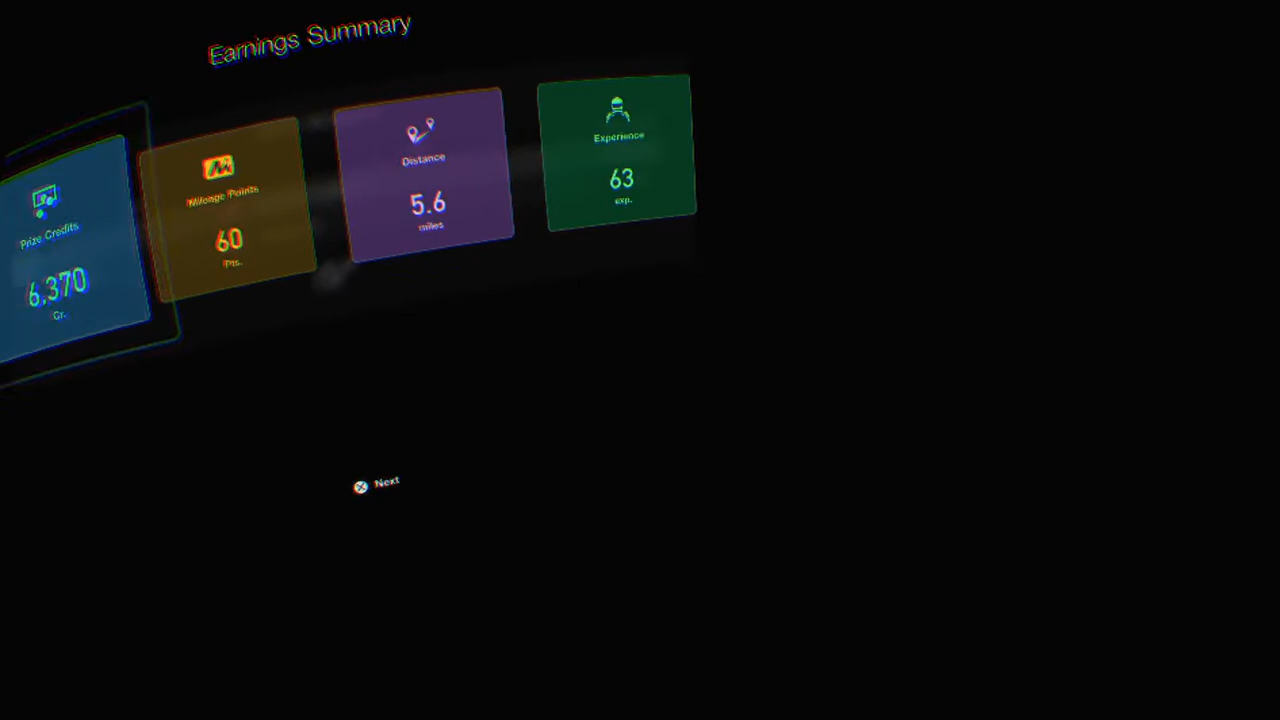 Earnings Summary
Prize Credits
6,370
Cr.
Mileage Points
60
Pts.
Distance
5.6
miles
Experience
63
exp.
Next